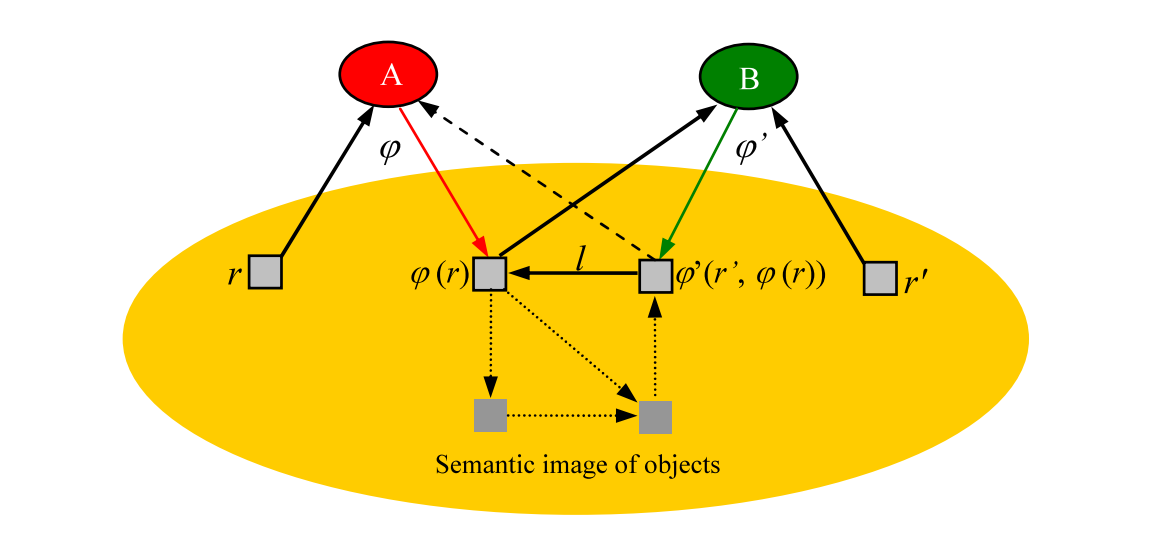 A
B
φ
φ’
r
φ (r)
l
φ’(r’, φ (r))
r′
Semantic image of objects